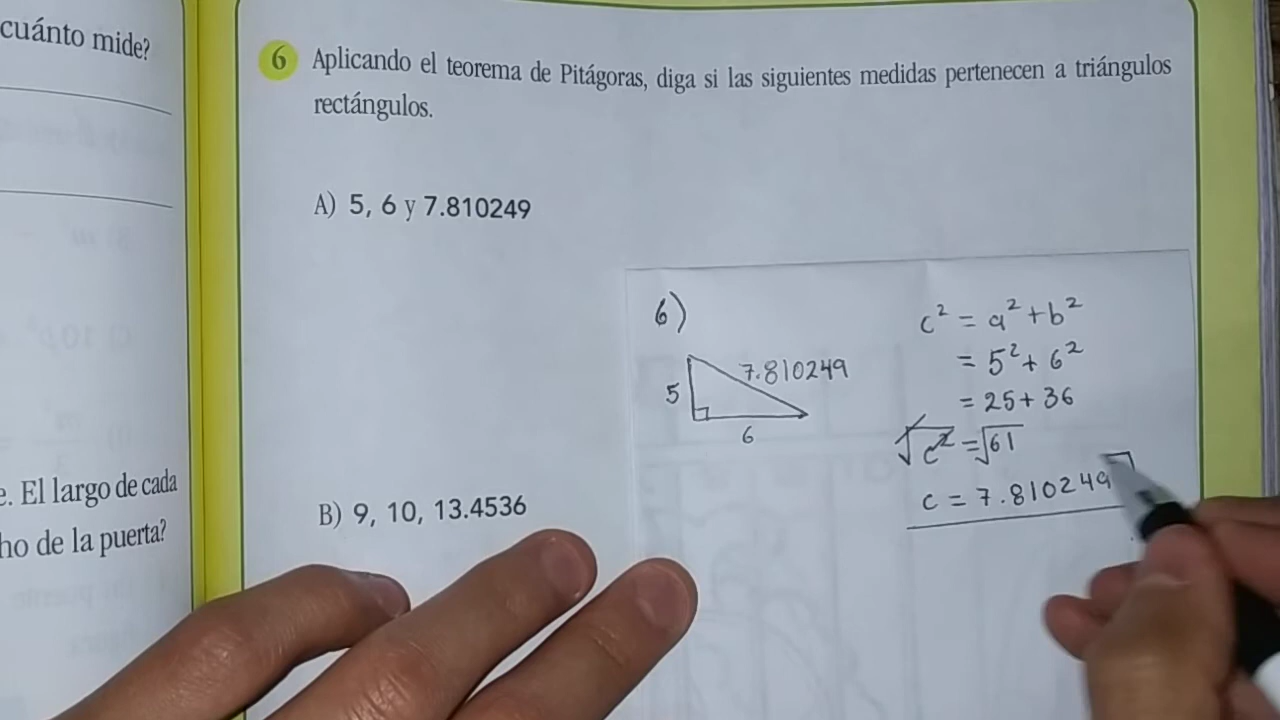 cuánto mide?
e. El largo de cada
ho de la puerta?
6 Aplicando el teorema de Pitágoras, diga si las siguientes medidas pertenecen a triángulos
rectángulos.
A) 5, 6 y 7.810249
B) 9, 10, 13.4536
6)
7.810249
5
6
c² = a² + b²
= 5² + 6²
= 25 + 36
√c² = √61
c = 7.810249